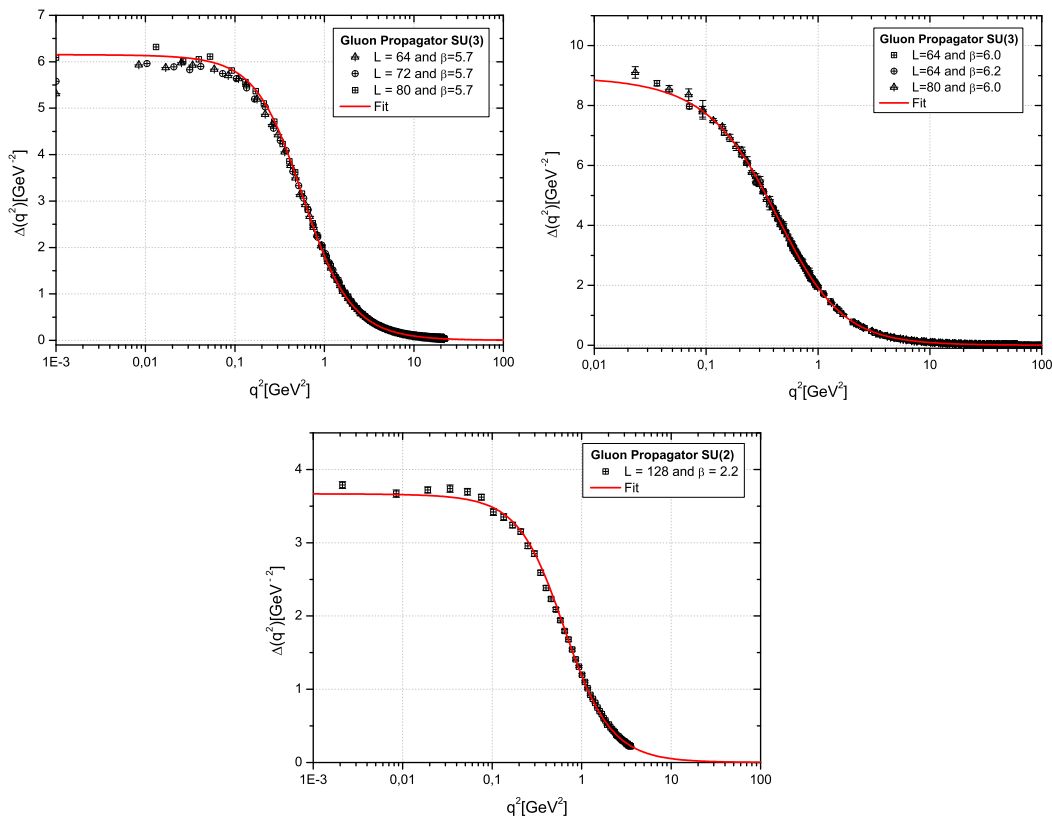 Gluon Propagator SU(3)
L = 64 and β=5.7
L = 72 and β=5.7
L = 80 and β=5.7
Fit
7
6
5
4
3
2
1
0
Δ(q²)[GeV⁻²]
1E-3
0,01
0,1
1
10
100
q²[GeV²]
Gluon Propagator SU(3)
L=64 and β=6.0
L=64 and β=6.2
L=80 and β=6.0
Fit
10
8
6
4
2
0
Δ(q²)[GeV⁻²]
0,01
0,1
1
10
100
q²[GeV²]
Gluon Propagator SU(2)
L = 128 and β = 2.2
Fit
4
3
2
1
0
Δ(q²)[GeV⁻²]
1E-3
0,01
0,1
1
10
100
q²[GeV²]